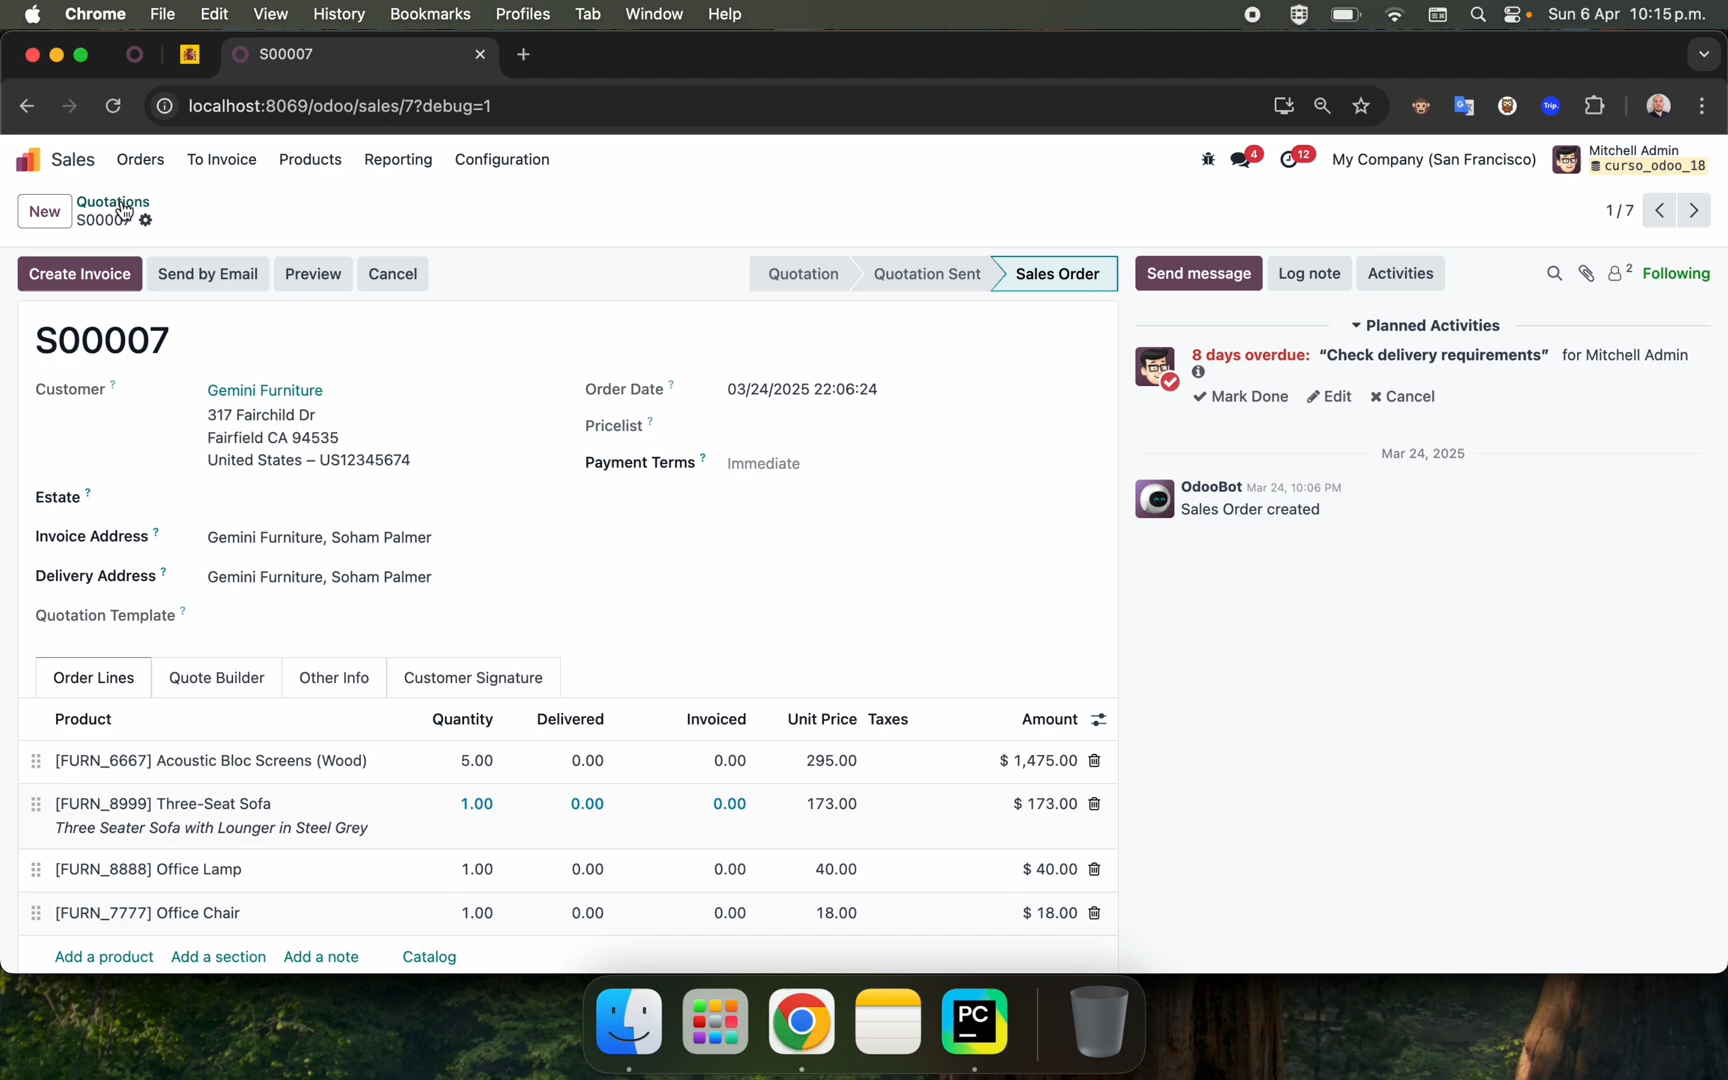 Chrome File Edit View History Bookmarks Profiles Tab Window Help Sun 6 Apr 10:15 p.m.
S00007
localhost:8069/odoo/sales/7?debug=1 Trip.
Sales Orders To Invoice Products Reporting Configuration 4 12 My Company (San Francisco) Mitchell Admin
curso_odoo_18
New Quotations
S00007 1 / 7
Create Invoice Send by Email Preview Cancel Quotation Quotation Sent Sales Order Send message Log note Activities 2 Following
S00007
Planned Activities
8 days overdue: “Check delivery requirements” for Mitchell Admin
Mark Done Edit Cancel
Customer ? Gemini Furniture Order Date ? 03/24/2025 22:06:24
317 Fairchild Dr
Fairfield CA 94535 Pricelist ?
United States – US12345674 Payment Terms ? Immediate
Mar 24, 2025
OdooBot Mar 24, 10:06 PM
Sales Order created
Estate ?
Invoice Address ? Gemini Furniture, Soham Palmer
Delivery Address ? Gemini Furniture, Soham Palmer
Quotation Template ?
Order Lines Quote Builder Other Info Customer Signature
Product Quantity Delivered Invoiced Unit Price Taxes Amount
[FURN_6667] Acoustic Bloc Screens (Wood) 5.00 0.00 0.00 295.00 $ 1,475.00
[FURN_8999] Three-Seat Sofa 1.00 0.00 0.00 173.00 $ 173.00
Three Seater Sofa with Lounger in Steel Grey
[FURN_8888] Office Lamp 1.00 0.00 0.00 40.00 $ 40.00
[FURN_7777] Office Chair 1.00 0.00 0.00 18.00 $ 18.00
Add a product Add a section Add a note Catalog
PC